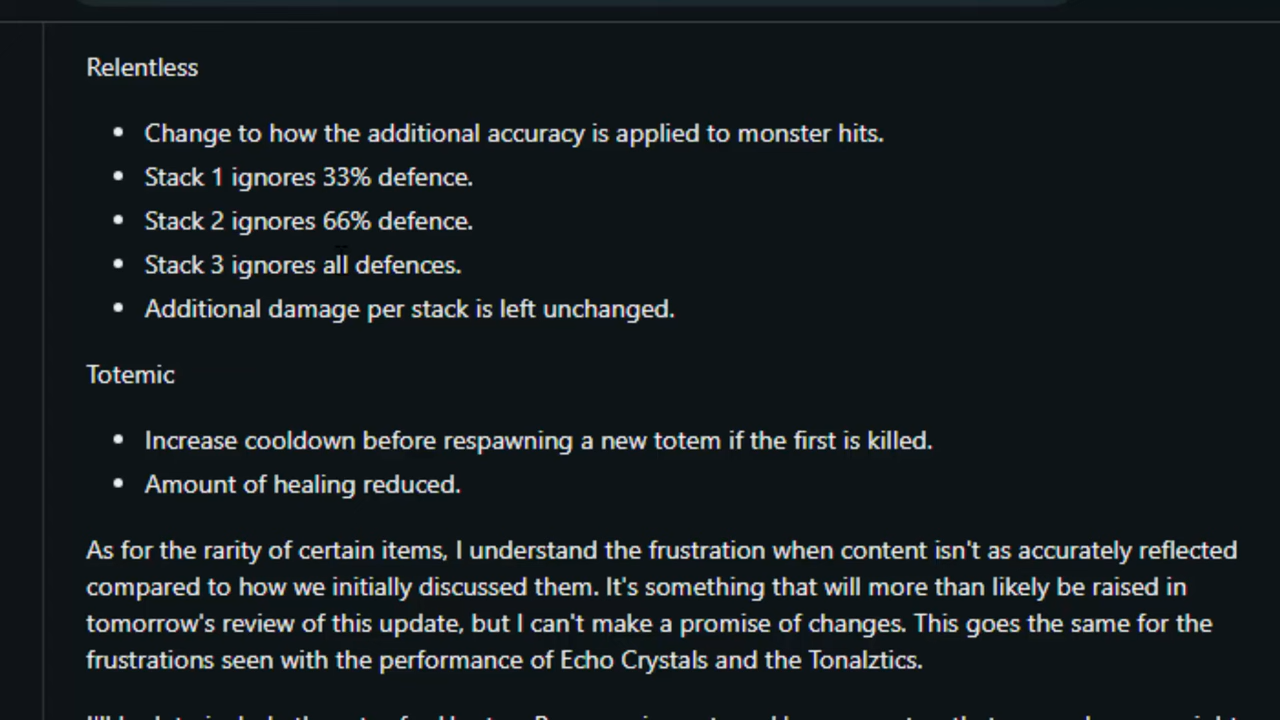 Relentless
Change to how the additional accuracy is applied to monster hits.
Stack 1 ignores 33% defence.
Stack 2 ignores 66% defence.
Stack 3 ignores all defences.
Additional damage per stack is left unchanged.
Totemic
Increase cooldown before respawning a new totem if the first is killed.
Amount of healing reduced.
As for the rarity of certain items, I understand the frustration when content isn't as accurately reflected
compared to how we initially discussed them. It's something that will more than likely be raised in
tomorrow's review of this update, but I can't make a promise of changes. This goes the same for the
frustrations seen with the performance of Echo Crystals and the Tonalztics.